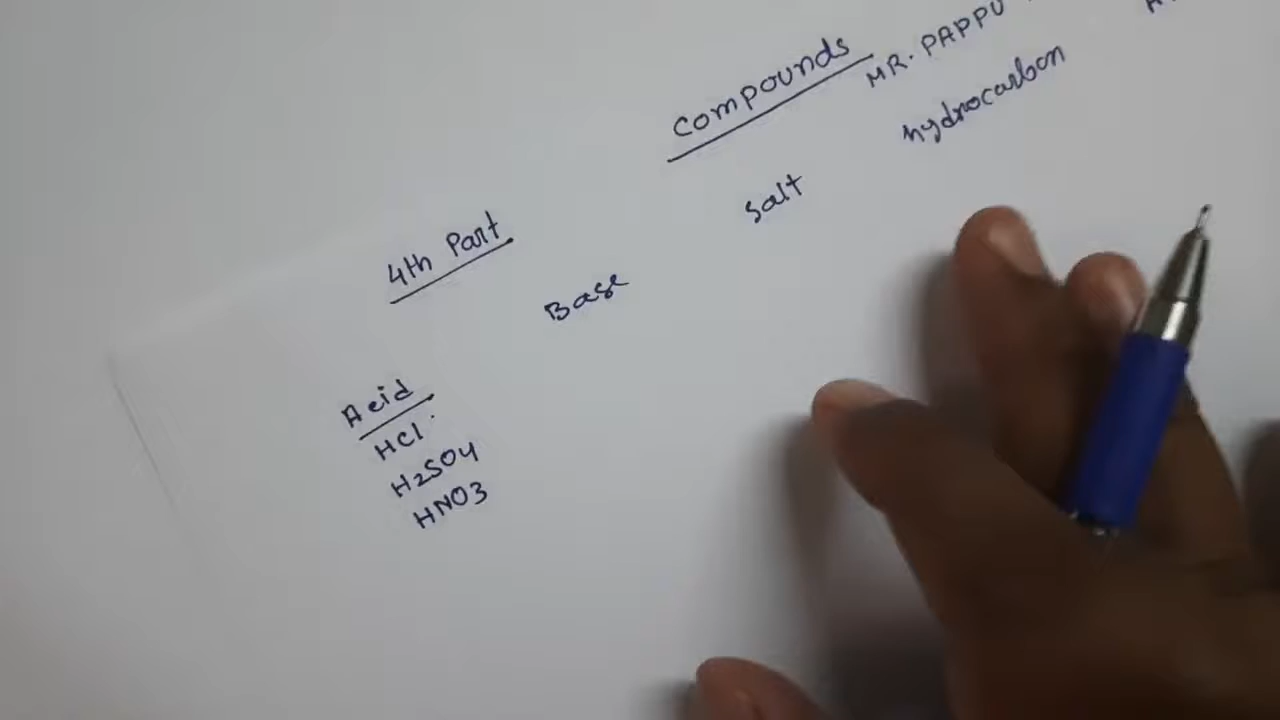 Compounds
MR. PAPPU
hydrocarbon
Salt
4th Part
Base
Acid
HCl
H2SO4
HNO3